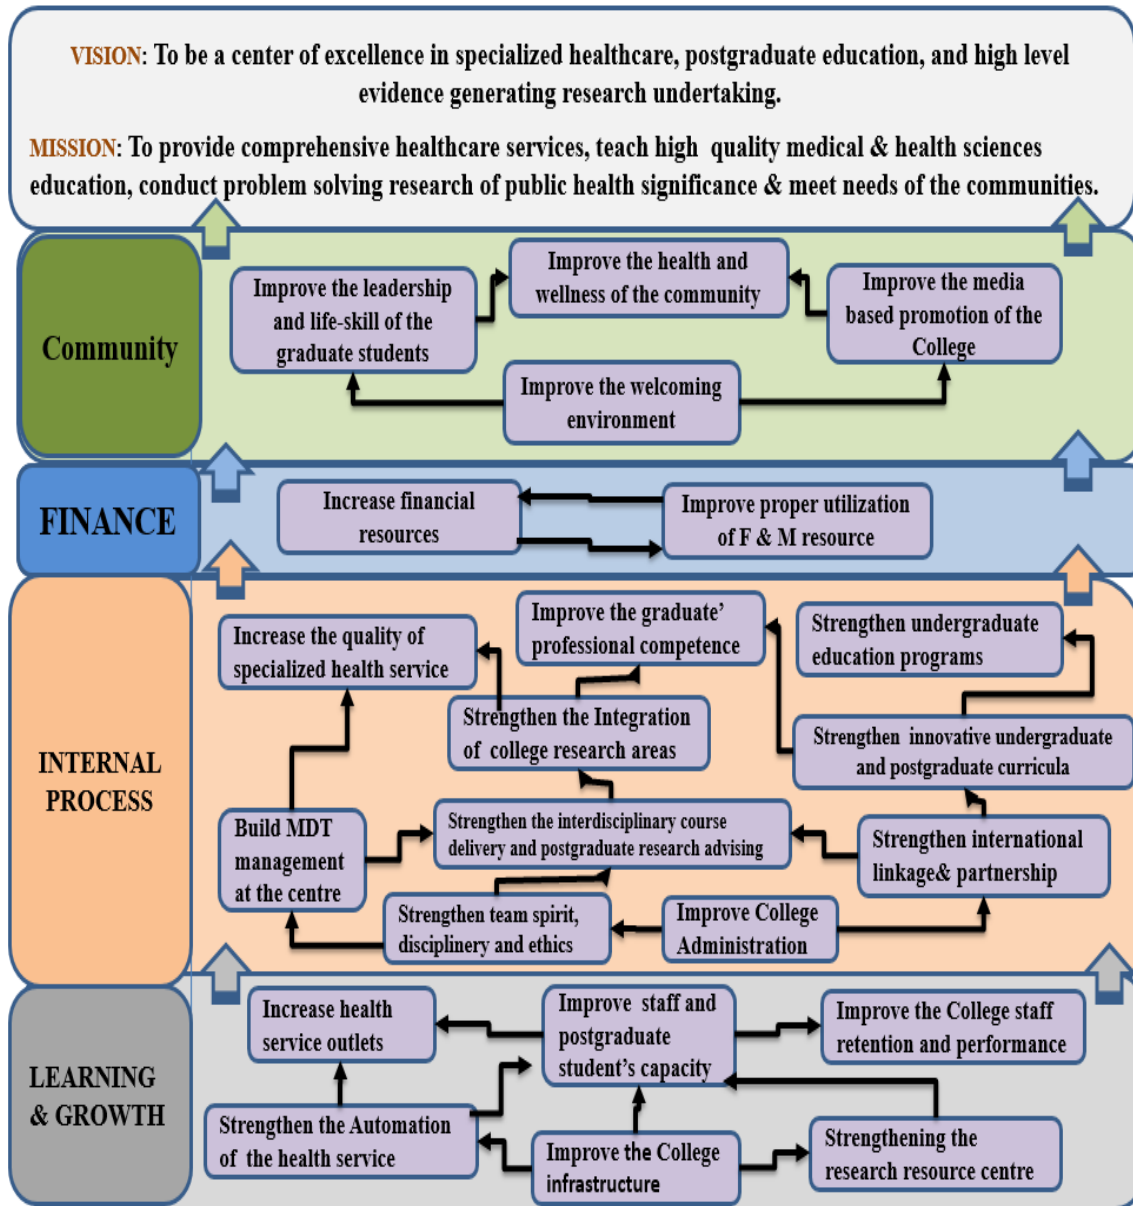 VISION: To be a center of excellence in specialized healthcare, postgraduate education, and high level
evidence generating research undertaking.
MISSION: To provide comprehensive healthcare services, teach high quality medical & health sciences
education, conduct problem solving research of public health significance & meet needs of the communities.
Community
Improve the leadership
and life-skill of the
graduate students
Improve the health and
wellness of the community
Improve the media
based promotion of the
College
Improve the welcoming
environment
FINANCE
Increase financial
resources
Improve proper utilization
of F & M resource
INTERNAL
PROCESS
Increase the quality of
specialized health service
Improve the graduate'
professional competence
Strengthen undergraduate
education programs
Strengthen the Integration
of college research areas
Strengthen innovative undergraduate
and postgraduate curricula
Build MDT
management
at the centre
Strengthen the interdisciplinary course
delivery and postgraduate research advising
Strengthen international
linkage& partnership
Strengthen team spirit,
disciplinery and ethics
Improve College
Administration
LEARNING
& GROWTH
Increase health
service outlets
Improve staff and
postgraduate
student's capacity
Improve the College staff
retention and performance
Strengthen the Automation
of the health service
Improve the College
infrastructure
Strengthening the
research resource centre